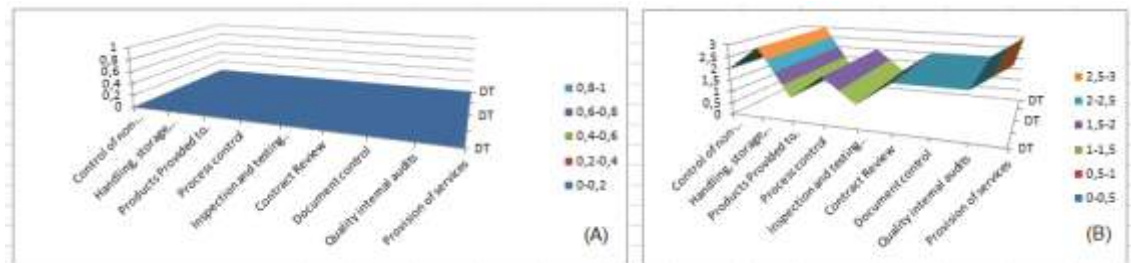 1
0,8
0,6
0,4
0,2
0
Control of non...
Handling, storage,...
Products Provided to.
Process control
Inspection and testing...
Contract Review
Document control
Quality internal audits
Provision of services
DT
DT
DT
0,8-1
0,6-0,8
0,4-0,6
0,2-0,4
0-0,2
(A)
3
2,5
2
1,5
1
0,5
0
Control of non...
Handling, storage,...
Products Provided to.
Process control
Inspection and testing...
Contract Review
Document control
Quality internal audits
Provision of services
DT
DT
DT
2,5-3
2-2,5
1,5-2
1-1,5
0,5-1
0-0,5
(B)